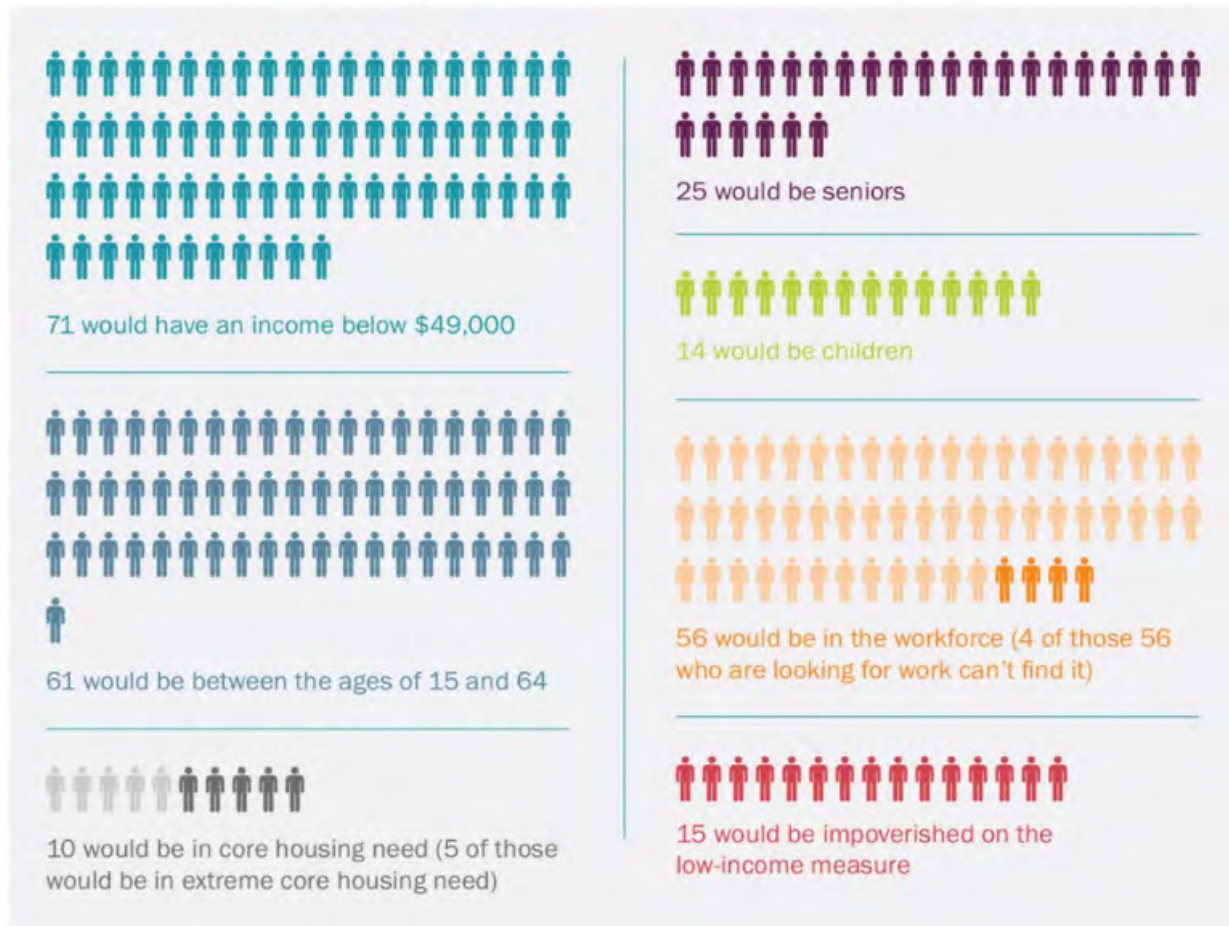 71 would have an income below $49,000
61 would be between the ages of 15 and 64
10 would be in core housing need (5 of those
would be in extreme core housing need)
25 would be seniors
14 would be children
56 would be in the workforce (4 of those 56
who are looking for work can't find it)
15 would be impoverished on the
low-income measure